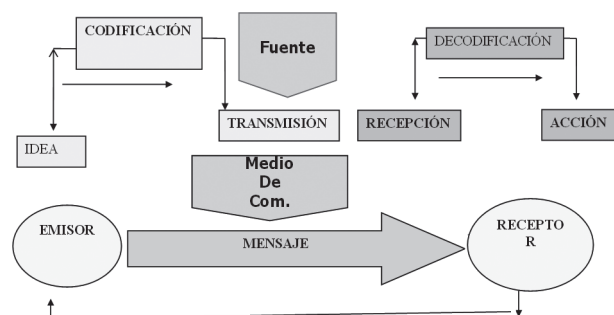 CODIFICACIÓN
Fuente
DECODIFICACIÓN
TRANSMISIÓN
RECEPCIÓN
ACCIÓN
IDEA
Medio
De
Com.
EMISOR
MENSAJE
RECEPTO
R